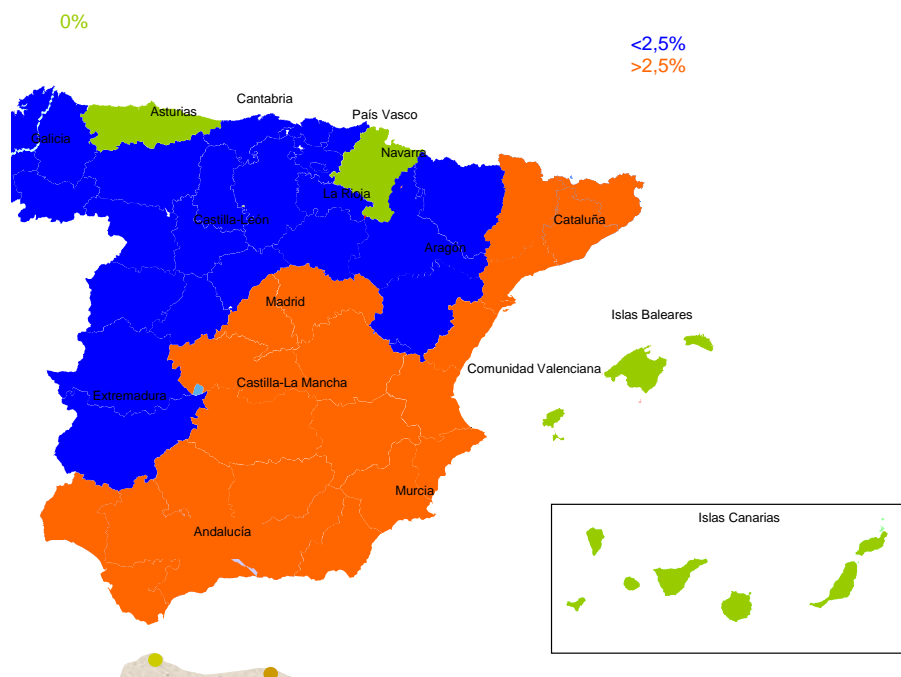 0%
<2,5%
>2,5%
Cantabria
Asturias
País Vasco
Galicia
Navarra
La Rioja
Castilla-León
Cataluña
Aragón
Madrid
Islas Baleares
Comunidad Valenciana
Castilla-La Mancha
Extremadura
Murcia
Islas Canarias
Andalucía